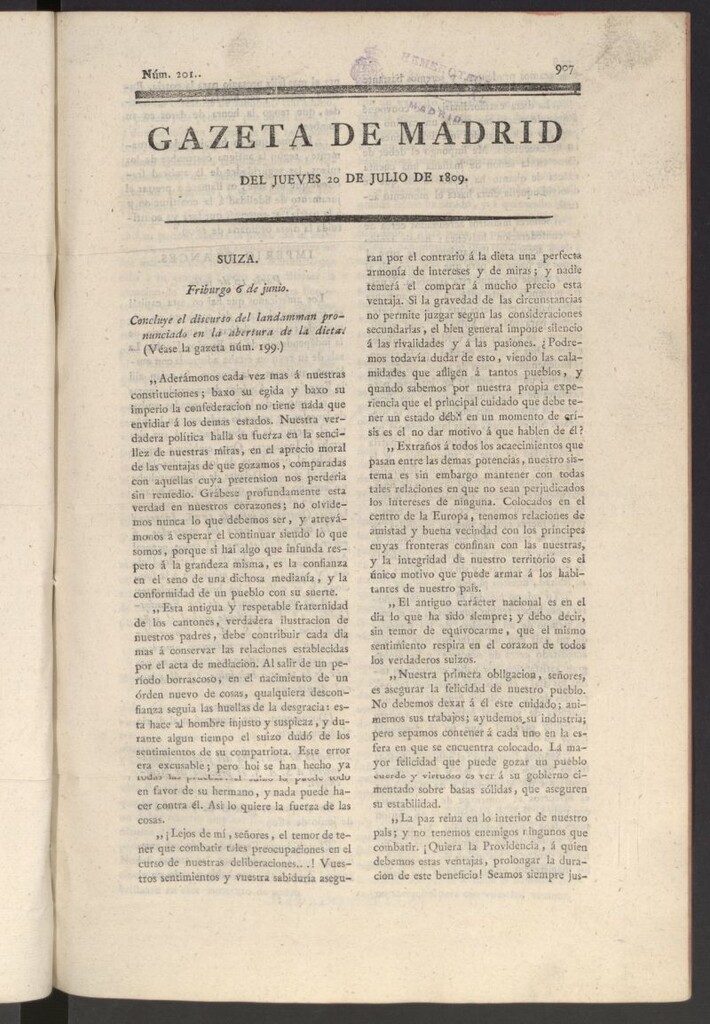 Núm. 201..
907
HEMEROTECA
MADRID
GAZETA DE MADRID
DEL JUEVES 20 DE JULIO DE 1809.
SUIZA.
Friburgo 6 de junio.
Concluye el discurso del landamman pro-
nunciado en la abertura de la dieta.
(Véase la gazeta núm. 199.)
„Aderámonos cada vez mas á nuestras
constituciones; baxo su egida y baxo su
imperio la confederacion no tiene nada que
envidiar á los demas estados. Nuestra ver-
dadera política halla su fuerza en la senci-
llez de nuestras miras, en el aprecio moral
de las ventajas de que gozamos, comparadas
con aquellas cuya pretension nos perderia
sin remedio. Grábese profundamente esta
verdad en nuestros corazones; no olvide-
mos nunca lo que debemos ser, y atrevá-
monos á esperar el continuar siendo lo que
somos, porque si hai algo que infunda res-
peto á la grandeza misma, es la confianza
en el seno de una dichosa medianía, y la
conformidad de un pueblo con su suerte.
„Esta antigua y respetable fraternidad
de los cantones, verdadera ilustracion de
nuestros padres, debe contribuir cada dia
mas á conservar las relaciones establecidas
por el acta de mediacion. Al salir de un pe-
ríodo borrascoso, en el nacimiento de un
órden nuevo de cosas, qualquiera descon-
fianza seguia las huellas de la desgracia: es-
ta hace al hombre injusto y suspicaz, y du-
rante algun tiempo el suizo dudó de los
sentimientos de su compatriota. Este error
era excusable; pero hoi se han hecho ya
todas las pruebas: el suizo lo puede todo
en favor de su hermano, y nada puede ha-
cer contra él. Asi lo quiere la fuerza de las
cosas.
„¡Lejos de mí, señores, el temor de te-
ner que combatir tales preocupaciones en el
curso de nuestras deliberaciones...! Vues-
tros sentimientos y vuestra sabiduría asegu-
ran por el contrario á la dieta una perfecta
armonía de intereses y de miras; y nadie
temerá el comprar á mucho precio esta
ventaja. Si la gravedad de las circunstancias
no permite juzgar segun las consideraciones
secundarias, el bien general impone silencio
á las rivalidades y á las pasiones. ¿Podre-
mos todavía dudar de esto, viendo las cala-
midades que afligen á tantos pueblos, y
quando sabemos por nuestra propia expe-
riencia que el principal cuidado que debe te-
ner un estado débil en un momento de crí-
sis es el no dar motivo á que hablen de él?
„Extraños á todos los acaecimientos que
pasan entre las demas potencias, nuestro sis-
tema es sin embargo mantener con todas
tales relaciones en que no sean perjudicados
los intereses de ninguna. Colocados en el
centro de la Europa, tenemos relaciones de
amistad y buena vecindad con los príncipes
cuyas fronteras confinan con las nuestras,
y la integridad de nuestro territorio es el
único motivo que puede armar á los habi-
tantes de nuestro pais.
„El antiguo carácter nacional es en el
dia lo que ha sido siempre; y debo decir,
sin temor de equivocarme, que el mismo
sentimiento respira en el corazon de todos
los verdaderos suizos.
„Nuestra primera obligacion, señores,
es asegurar la felicidad de nuestro pueblo.
No debemos dexar á él este cuidado; ani-
memos sus trabajos; ayudemos su industria;
pero sepamos contener á cada uno en la es-
fera en que se encuentra colocado. La ma-
yor felicidad que puede gozar un pueblo
cuerdo y virtuoso es ver á su gobierno ci-
mentado sobre basas sólidas, que aseguren
su estabilidad.
„La paz reina en lo interior de nuestro
pais; y no tenemos enemigos ningunos que
combatir. ¡Quiera la Providencia, á quien
debemos estas ventajas, prolongar la dura-
cion de este beneficio! Seamos siempre jus-